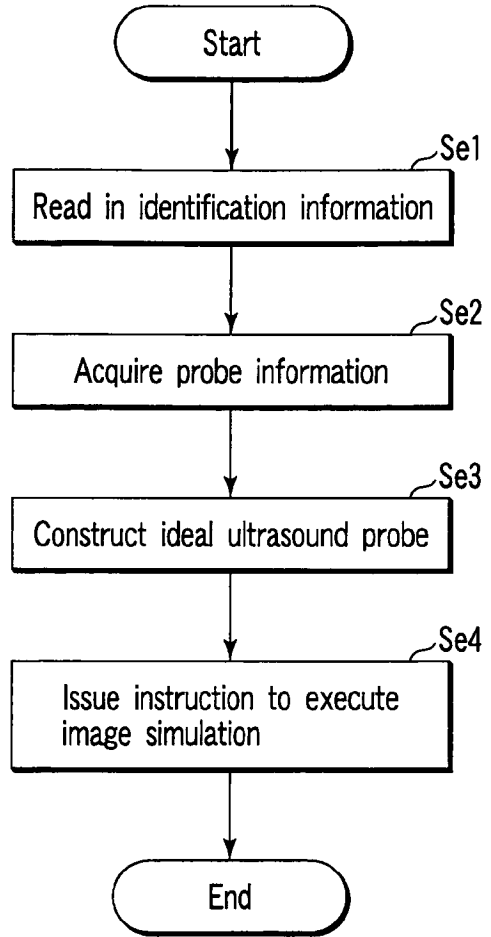 Start
Se1
Read in identification information
Se2
Acquire probe information
Se3
Construct ideal ultrasound probe
Se4
Issue instruction to execute
image simulation
End